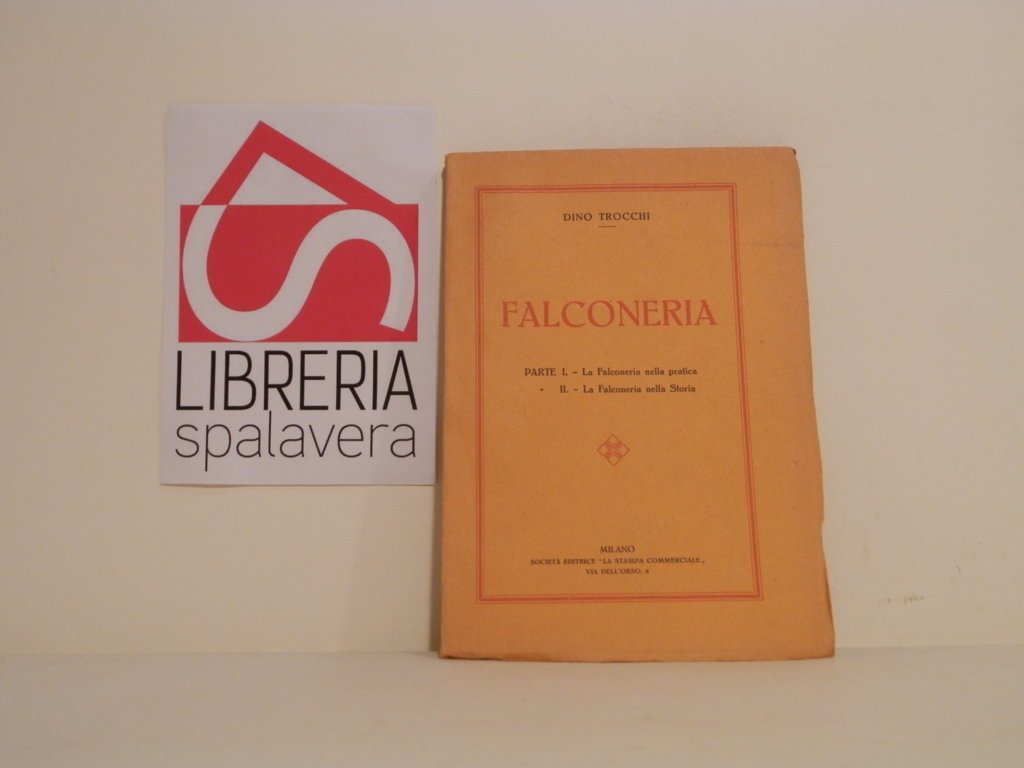 LIBRERIA
spalavera
DINO TROCCHI
FALCONERIA
PARTE I. - La Falconeria nella pratica
" II. - La Falconeria nella Storia
MILANO
SOCIETÀ EDITRICE "LA STAMPA COMMERCIALE„
VIA DELL'ORSO,